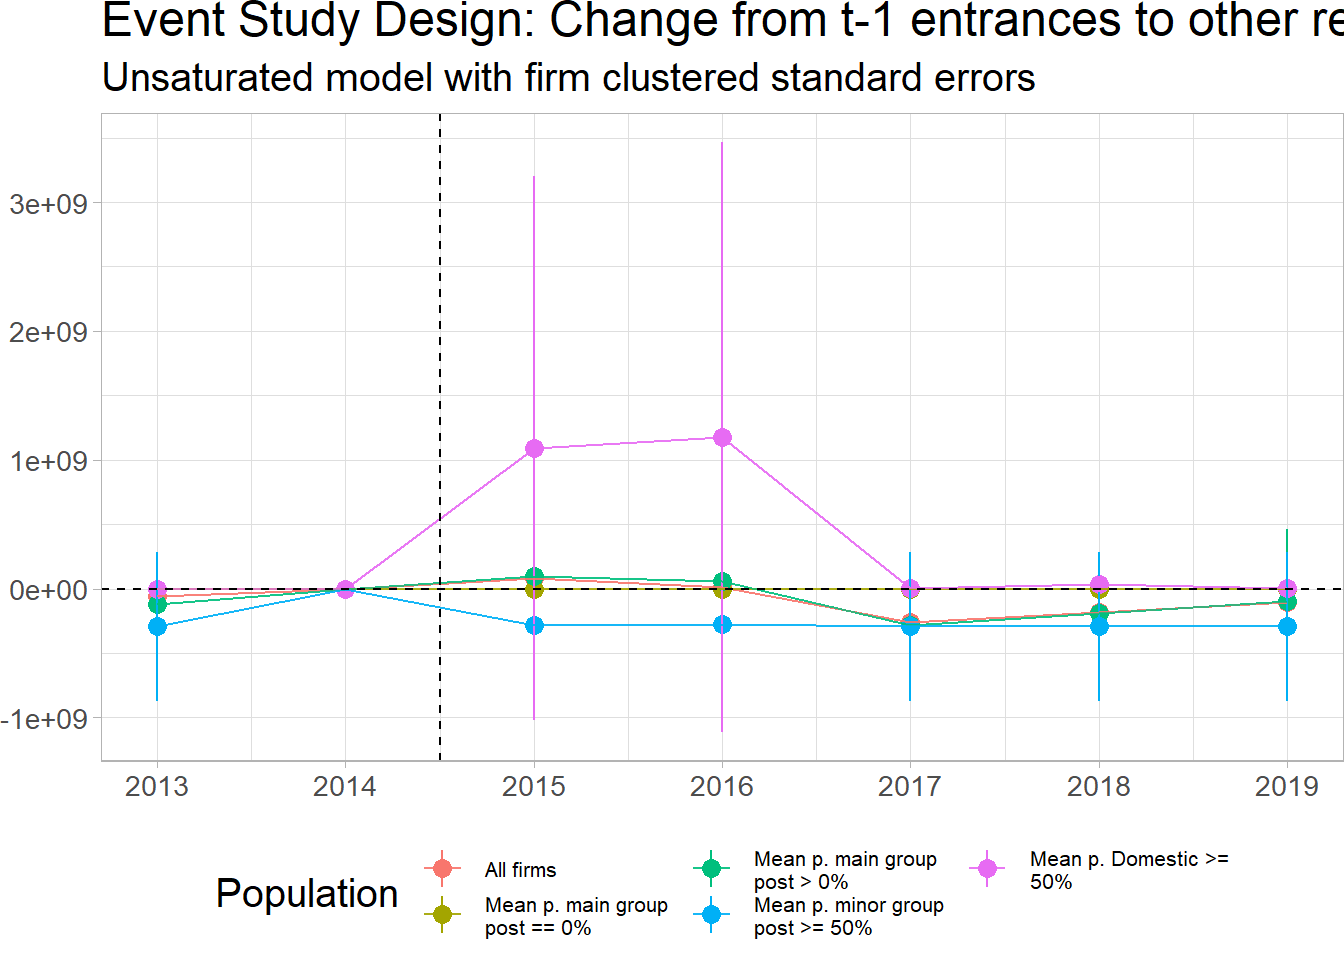 Event Study Design: Change from t-1 entrances to other re
Unsaturated model with firm clustered standard errors
3e+09
2e+09
1e+09
0e+00
-1e+09
2013 2014 2015 2016 2017 2018 2019
Population
All firms
Mean p. main group
post == 0%
Mean p. main group
post > 0%
Mean p. minor group
post >= 50%
Mean p. Domestic >=
50%